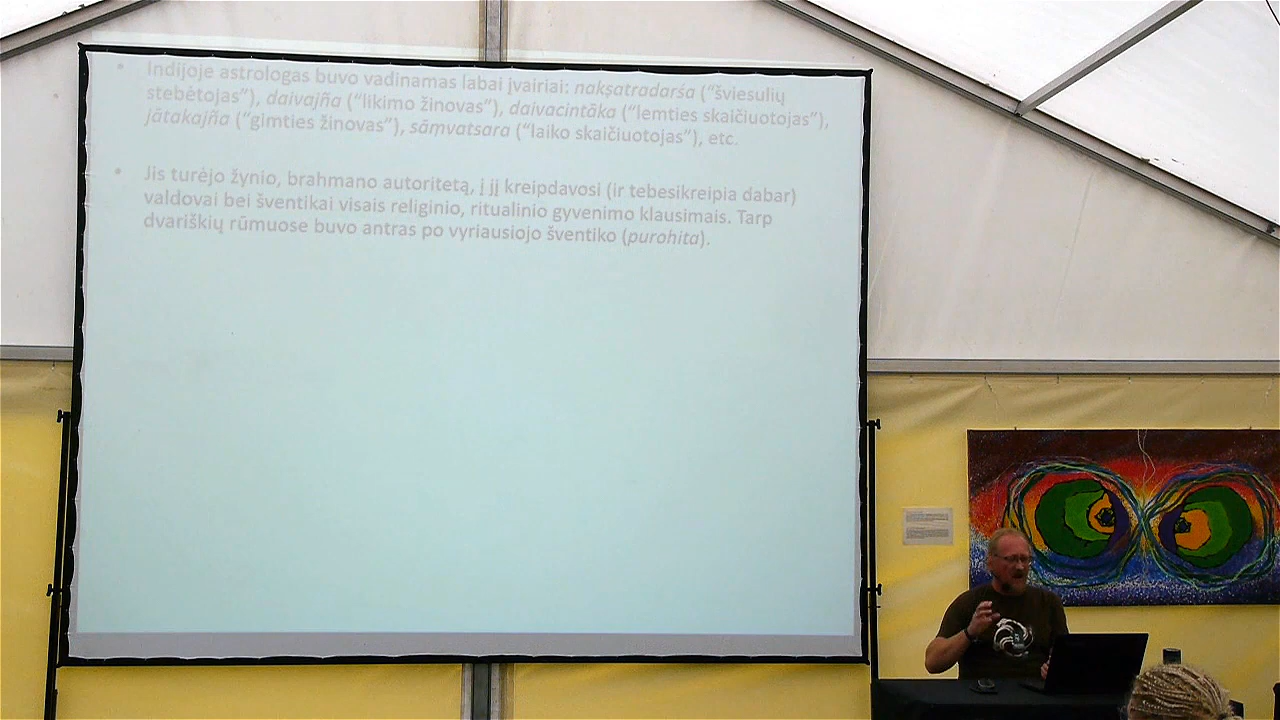 • Indijoje astrologas buvo vadinamas labai įvairiai: nakṣatradarśa (“šviesulių
stebėtojas”), daivajña (“likimo žinovas”), daivacintāka (“lemties skaičiuotojas”),
jātakajña (“gimties žinovas”), sāṃvatsara (“laiko skaičiuotojas”), etc.
• Jis turėjo žynio, brahmano autoritetą, į jį kreipdavosi (ir tebesikreipia dabar)
valdovai bei šventikai visais religinio, ritualinio gyvenimo klausimais. Tarp
dvariškių rūmuose buvo antras po vyriausiojo šventiko (purohita).